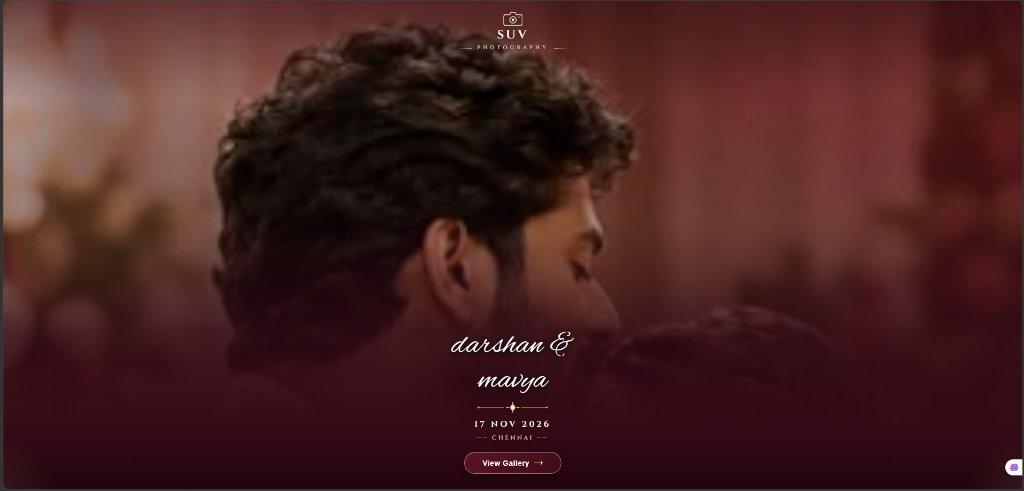 SUV
PHOTOGRAPHY
darshan &
mavya
17 NOV 2026
CHENNAI
View Gallery →